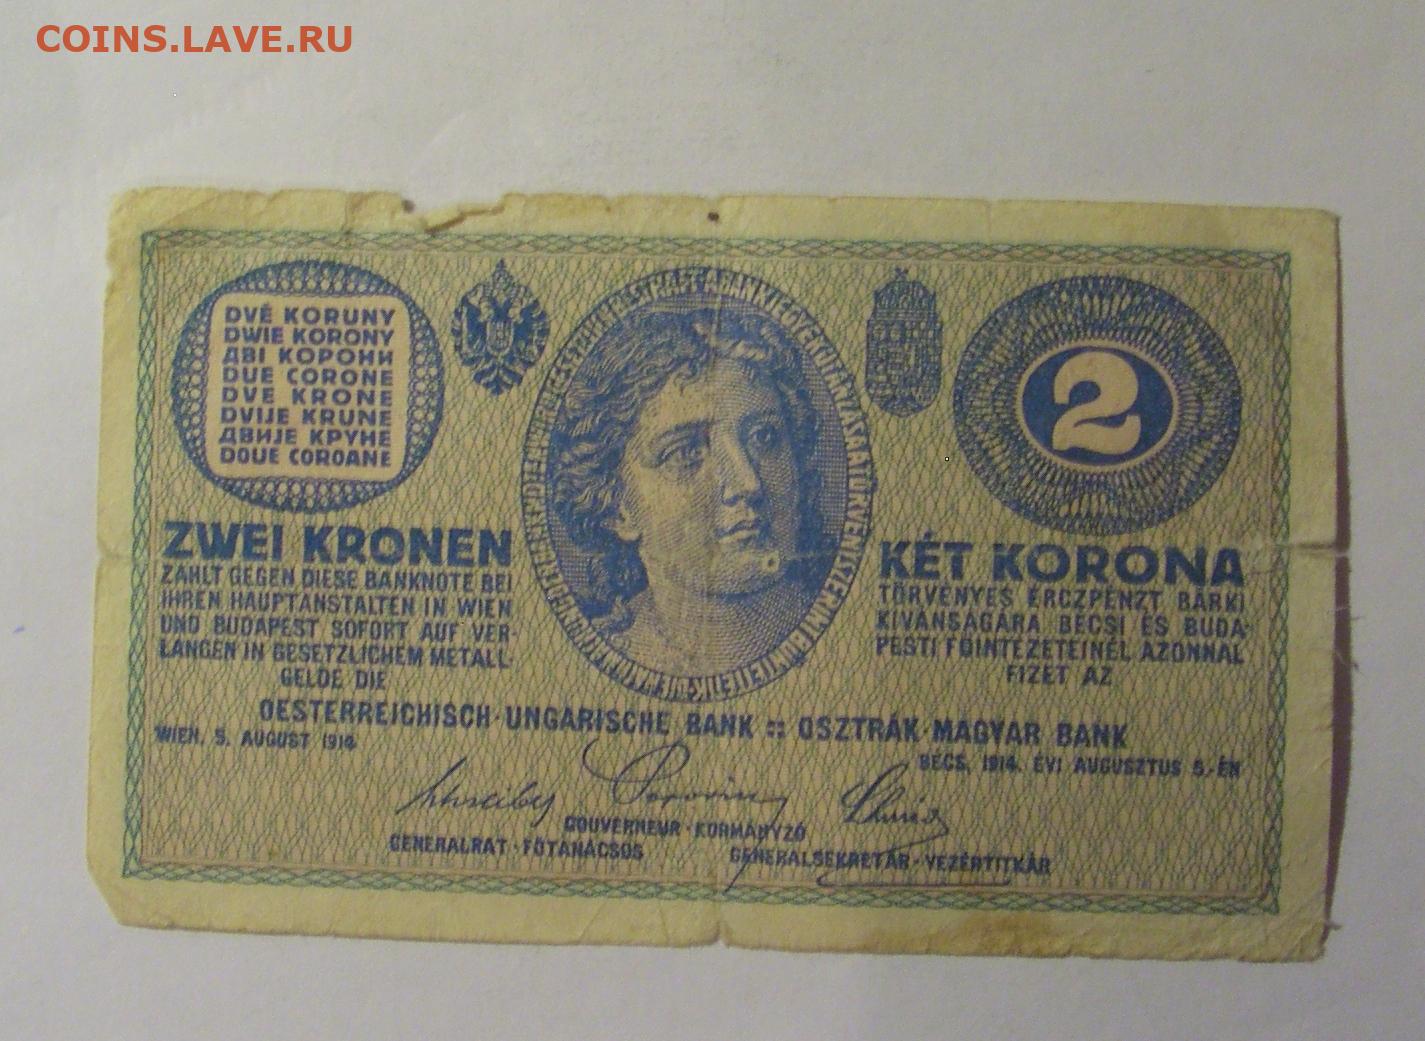 COINS.LAVE.RU
DVĚ KORUNY
DWIE KORONY
ДВІ КОРОНИ
DUE CORONE
DVE KRONE
DVIJE KRUNE
ДВИЈЕ КРУНЕ
DOUE COROANE
2
ZWEI KRONEN
ZAHLT GEGEN DIESE BANKNOTE BEI
IHREN HAUPTANSTALTEN IN WIEN
UND BUDAPEST SOFORT AUF VER-
LANGEN IN GESETZLICHEM METALL-
GELDE DIE
KÉT KORONA
TÖRVÉNYES ÉRCZPÉNZT BÁRKI
KIVÁNSÁGÁRA BÉCSI ÉS BUDA-
PESTI FŐINTÉZETEINÉL AZONNAL
FIZET AZ
OESTERREICHISCH-UNGARISCHE BANK :: OSZTRÁK-MAGYAR BANK
WIEN, 5. AUGUST 1914
BÉCS, 1914. ÉVI AUGUSZTUS 5.-ÉN
GOUVERNEUR·KORMÁNYZÓ
GENERALRAT·FŐTANÁCSOS
GENERALSEKRETÄR·VEZÉRTITKÁR